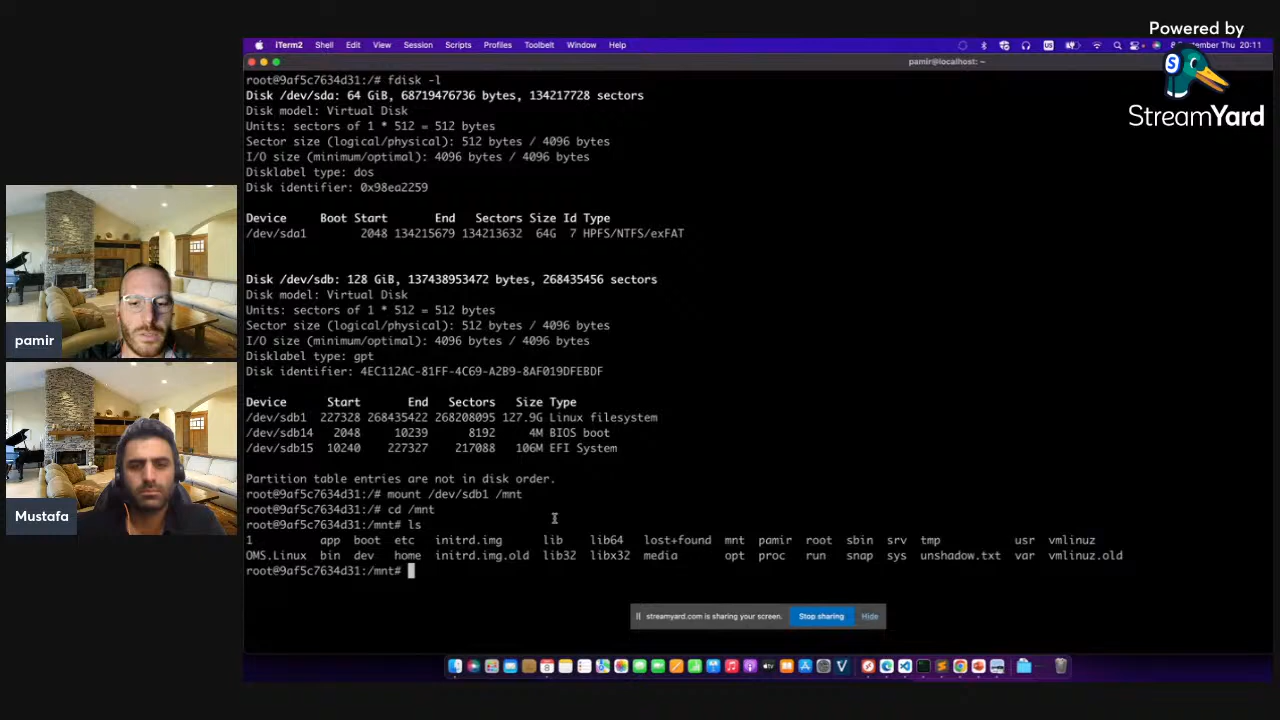 Powered by
StreamYard
iTerm2 Shell Edit View Session Scripts Profiles Toolbelt Window Help
US
Thu 20:11
pamir@localhost: ~
root@9af5c7634d31:/# fdisk -l
Disk /dev/sda: 64 GiB, 68719476736 bytes, 134217728 sectors
Disk model: Virtual Disk
Units: sectors of 1 * 512 = 512 bytes
Sector size (logical/physical): 512 bytes / 4096 bytes
I/O size (minimum/optimal): 4096 bytes / 4096 bytes
Disklabel type: dos
Disk identifier: 0x98ea2259
Device Boot Start End Sectors Size Id Type
/dev/sda1 2048 134215679 134213632 64G 7 HPFS/NTFS/exFAT
Disk /dev/sdb: 128 GiB, 137438953472 bytes, 268435456 sectors
Disk model: Virtual Disk
Units: sectors of 1 * 512 = 512 bytes
Sector size (logical/physical): 512 bytes / 4096 bytes
I/O size (minimum/optimal): 4096 bytes / 4096 bytes
Disklabel type: gpt
Disk identifier: 4EC112AC-81FF-4C69-A2B9-8AF019DFEBDF
Device Start End Sectors Size Type
/dev/sdb1 227328 268435422 268208095 127.9G Linux filesystem
/dev/sdb14 2048 10239 8192 4M BIOS boot
/dev/sdb15 10240 227327 217088 106M EFI System
Partition table entries are not in disk order.
root@9af5c7634d31:/# mount /dev/sdb1 /mnt
root@9af5c7634d31:/# cd /mnt
root@9af5c7634d31:/mnt# ls
1 app boot etc initrd.img lib lib64 lost+found mnt pamir root sbin srv tmp usr vmlinuz
OMS.Linux bin dev home initrd.img.old lib32 libx32 media opt proc run snap sys unshadow.txt var vmlinuz.old
root@9af5c7634d31:/mnt#
streamyard.com is sharing your screen. Stop sharing Hide
pamir
Mustafa